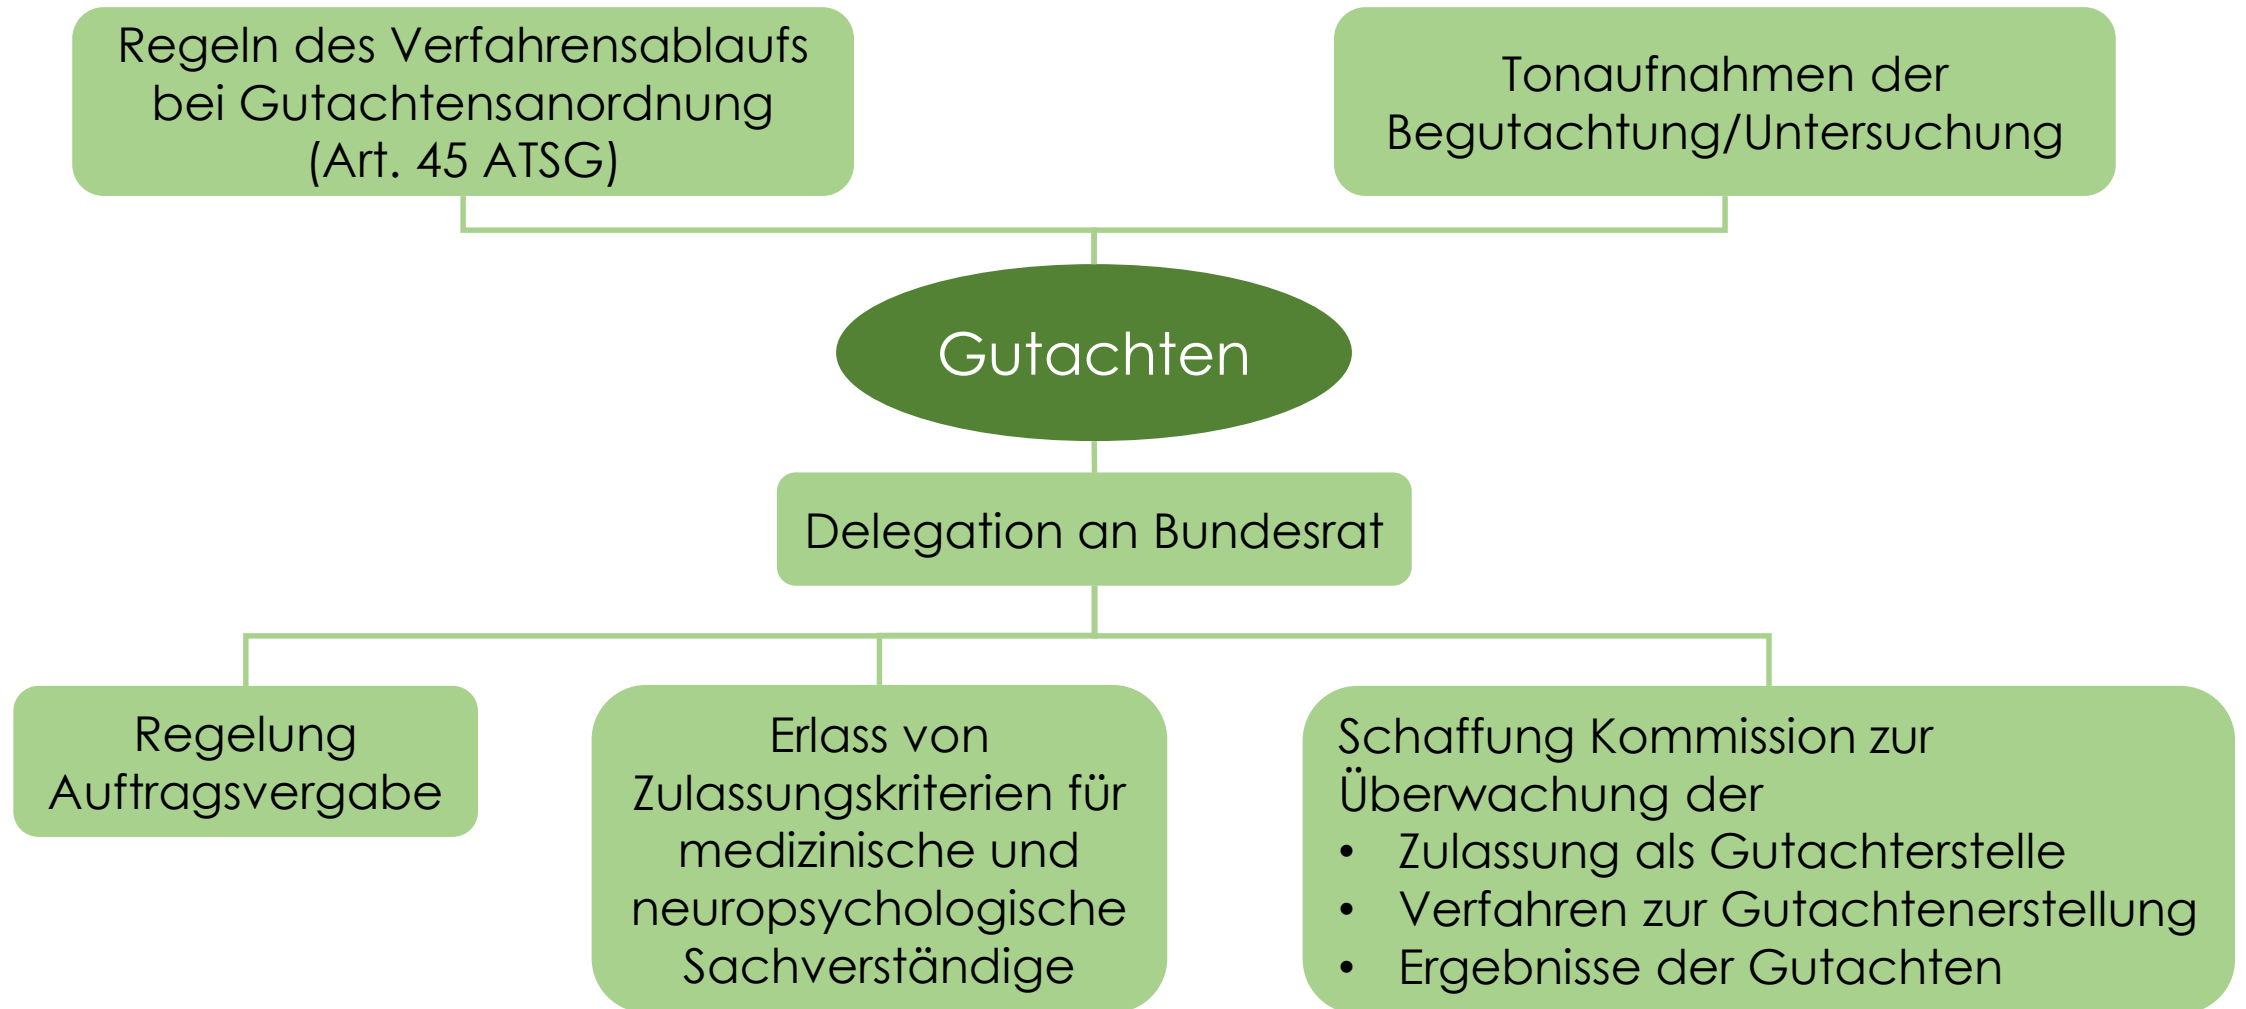 Regeln des Verfahrensablaufs
bei Gutachtensanordnung
(Art. 45 ATSG)
Tonaufnahmen der
Begutachtung/Untersuchung
Gutachten
Delegation an Bundesrat
Regelung
Auftragsvergabe
Erlass von
Zulassungskriterien für
medizinische und
neuropsychologische
Sachverständige
Schaffung Kommission zur
Überwachung der
• Zulassung als Gutachterstelle
• Verfahren zur Gutachtenerstellung
• Ergebnisse der Gutachten